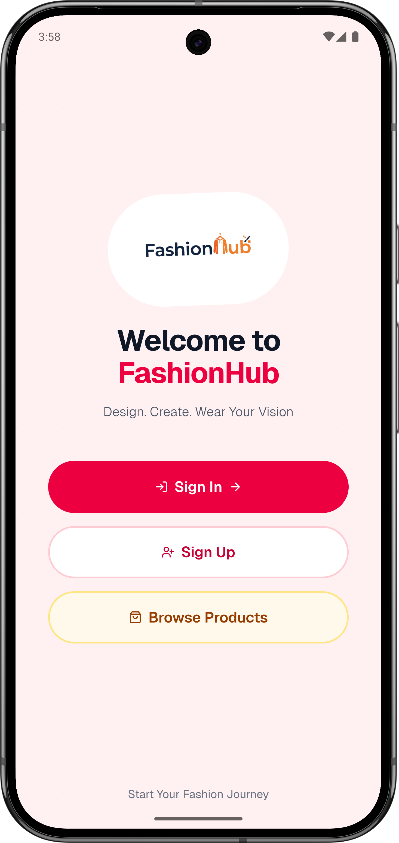 3:58
FashionHub
Welcome to
FashionHub
Design. Create. Wear Your Vision
Sign In
Sign Up
Browse Products
Start Your Fashion Journey